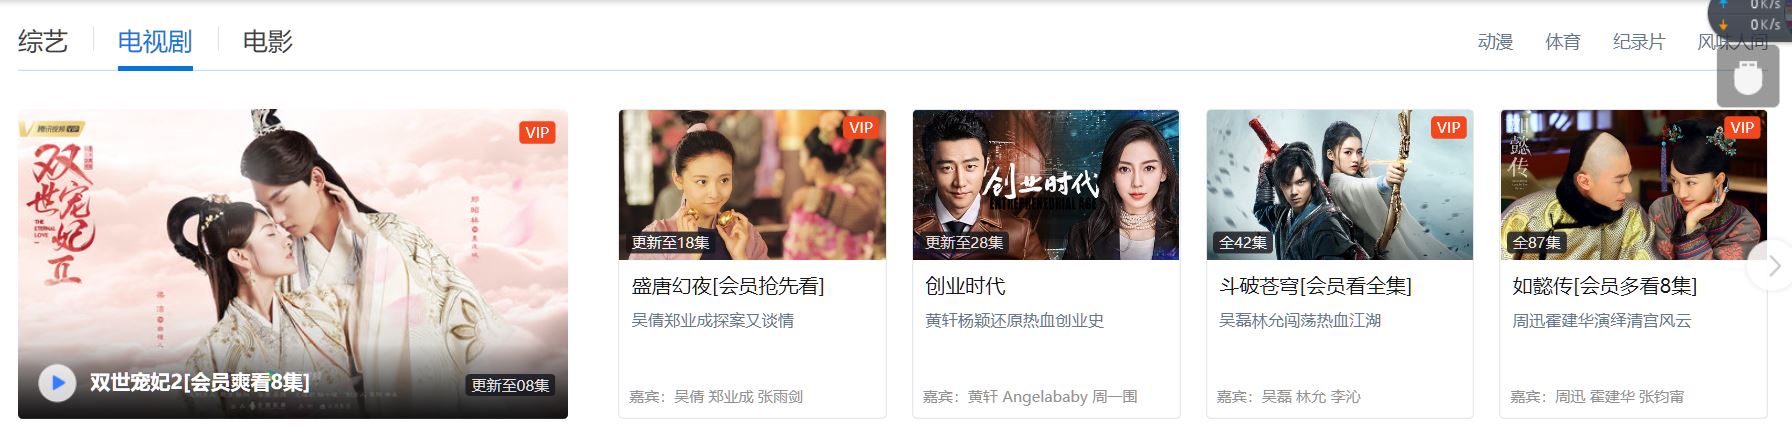 综艺
电视剧
电影
动漫
体育
纪录片
风味人间
0K/s
0K/s
腾讯视频 VIP
VIP
双世宠妃II
THE ETERNAL LOVE
双世宠妃2[会员爽看8集]
更新至08集
VIP
更新至18集
盛唐幻夜[会员抢先看]
吴倩郑业成探案又谈情
嘉宾：吴倩 郑业成 张雨剑
创业时代
ENTREPRENEURIAL AGE
更新至28集
创业时代
黄轩杨颖还原热血创业史
嘉宾：黄轩 Angelababy 周一围
VIP
全42集
斗破苍穹[会员看全集]
吴磊林允闯荡热血江湖
嘉宾：吴磊 林允 李沁
如懿传
VIP
全87集
如懿传[会员多看8集]
周迅霍建华演绎清宫风云
嘉宾：周迅 霍建华 张钧甯